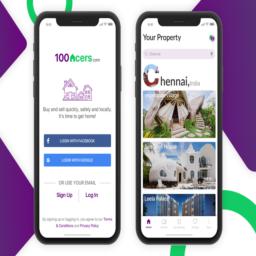 100acers.com
Buy and sell quickly, safely and locally.
It's time to get home!
LOGIN WITH FACEBOOK
LOGIN WITH GOOGLE
OR USE YOUR EMAIL
Sign Up
Log In
By signing up or logging in, you agree to our Terms
& Conditions and Privacy Policy
Your Property
Chennai, India
House
Leela Palace